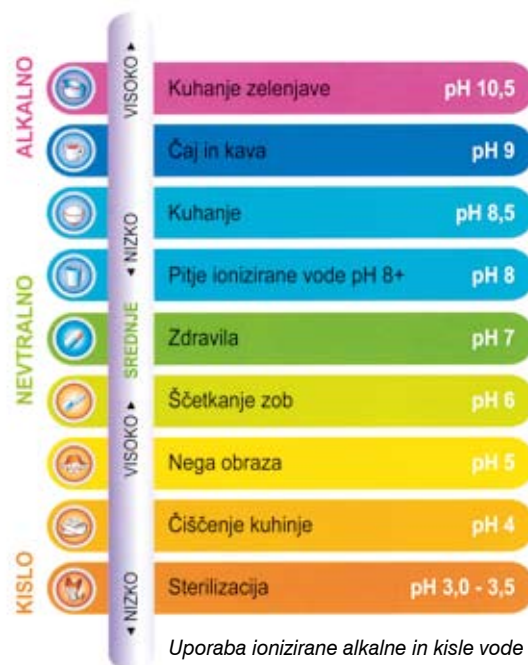 ALKALNO
NEVTRALNO
KISLO
VISOKO ►
◄ NIZKO
SREDNJE
VISOKO ►
◄ NIZKO
Kuhanje zelenjave pH 10,5
Čaj in kava pH 9
Kuhanje pH 8,5
Pitje ionizirane vode pH 8+ pH 8
Zdravila pH 7
Ščetkanje zob pH 6
Nega obraza pH 5
Čiščenje kuhinje pH 4
Sterilizacija pH 3,0 - 3,5
Uporaba ionizirane alkalne in kisle vode